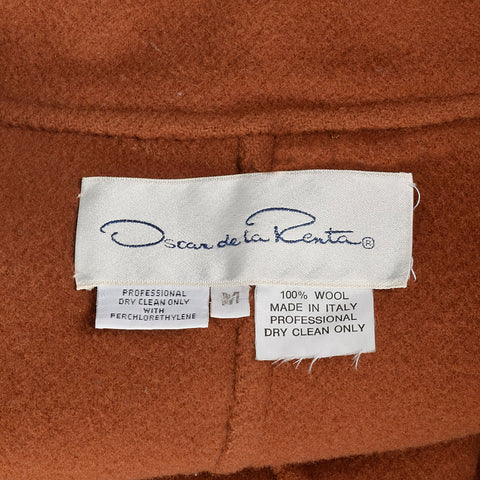 Oscar de la Renta ®
PROFESSIONAL
DRY CLEAN ONLY
WITH
PERCHLORETHYLENE
100% WOOL
MADE IN ITALY
PROFESSIONAL
DRY CLEAN ONLY